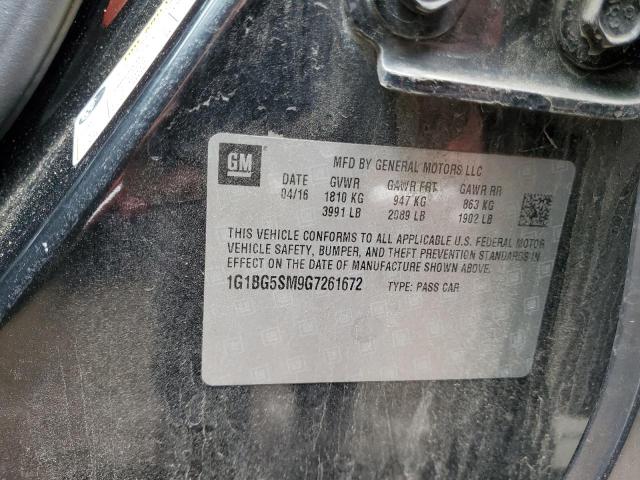 GM
MFD BY GENERAL MOTORS LLC
DATE GVWR GAWR FRT GAWR RR
04/16 1810 KG 947 KG 863 KG
3991 LB 2089 LB 1902 LB
THIS VEHICLE CONFORMS TO ALL APPLICABLE U.S. FEDERAL MOTOR
VEHICLE SAFETY, BUMPER, AND THEFT PREVENTION STANDARDS IN
EFFECT ON THE DATE OF MANUFACTURE SHOWN ABOVE.
1G1BG5SM9G7261672 TYPE: PASS CAR